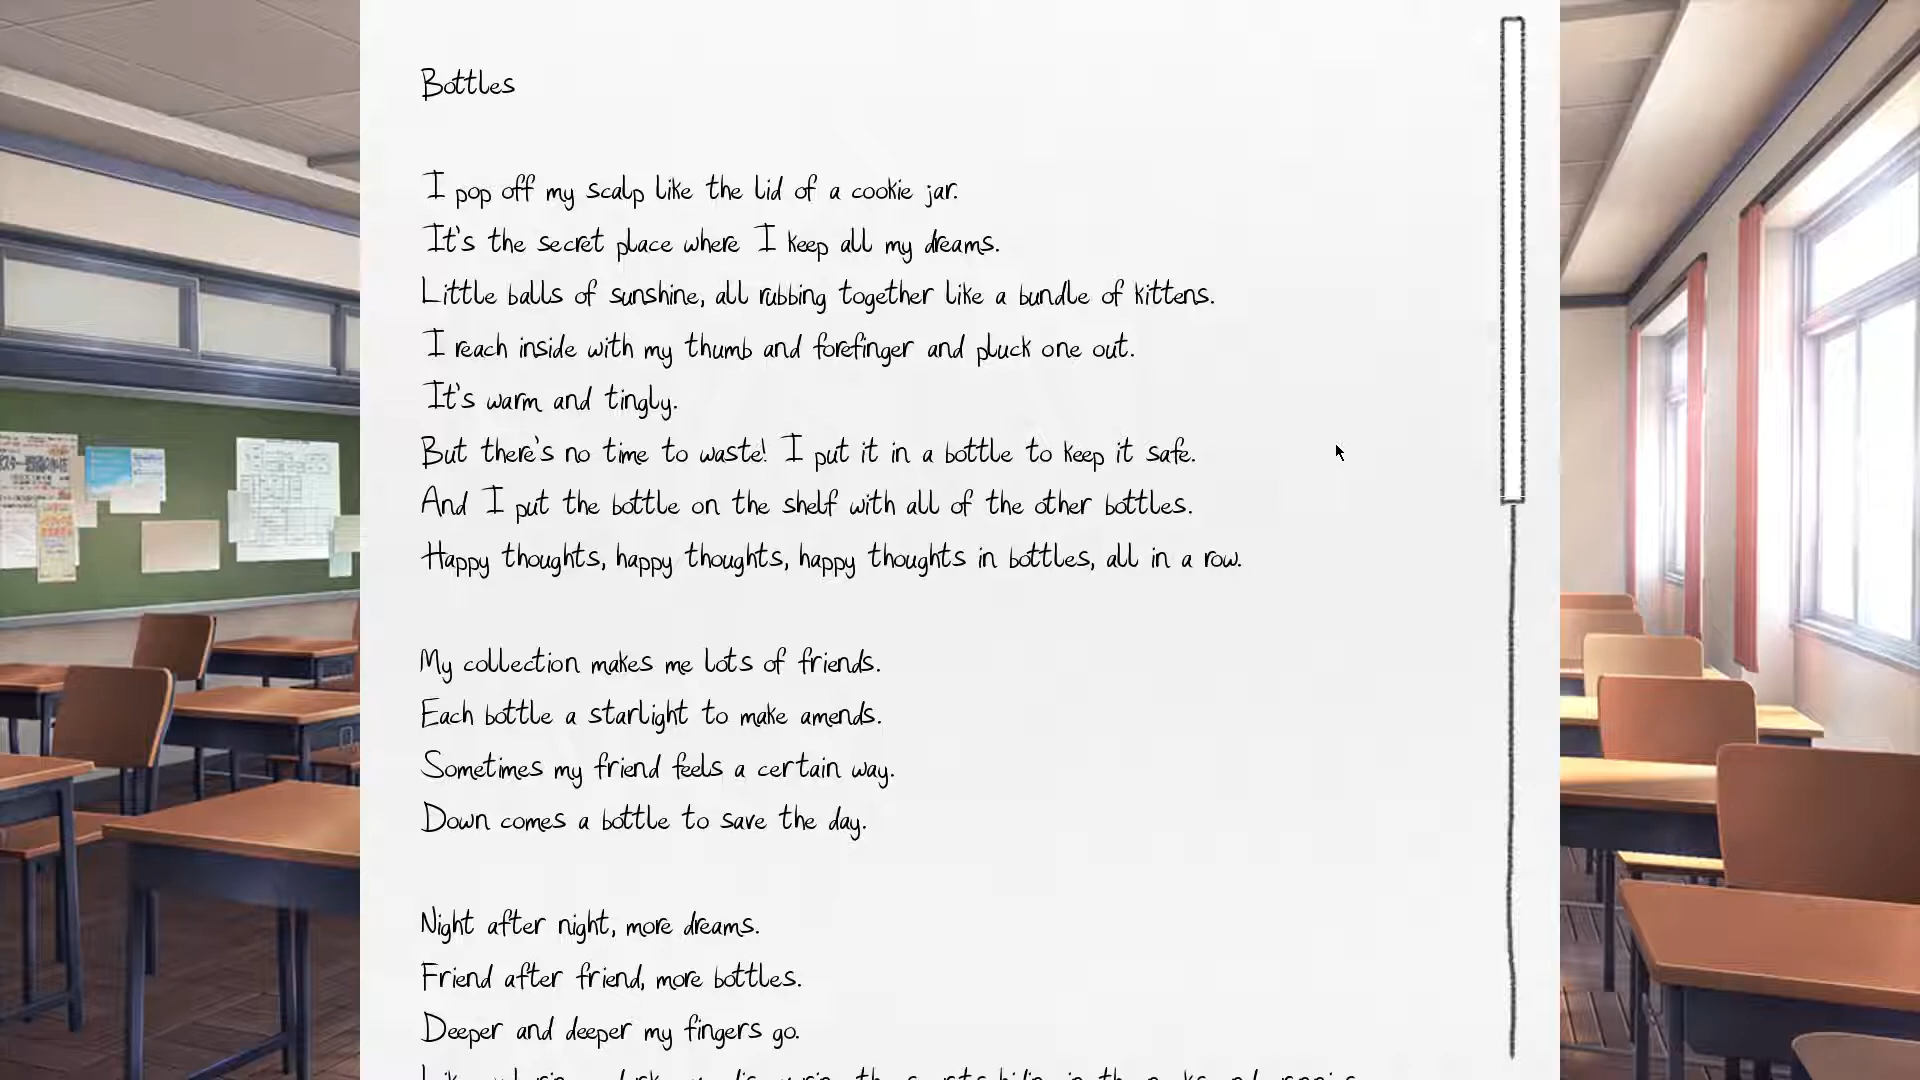 Bottles
I pop off my scalp like the lid of a cookie jar.
It's the secret place where I keep all my dreams.
Little balls of sunshine, all rubbing together like a bundle of kittens.
I reach inside with my thumb and forefinger and pluck one out.
It's warm and tingly.
But there's no time to waste! I put it in a bottle to keep it safe.
And I put the bottle on the shelf with all of the other bottles.
Happy thoughts, happy thoughts, happy thoughts in bottles, all in a row.
My collection makes me lots of friends.
Each bottle a starlight to make amends.
Sometimes my friend feels a certain way.
Down comes a bottle to save the day.
Night after night, more dreams.
Friend after friend, more bottles.
Deeper and deeper my fingers go.